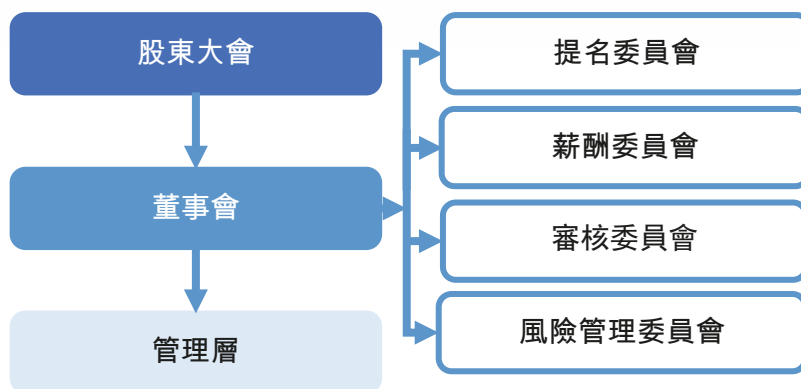 股東大會
董事會
管理層
提名委員會
薪酬委員會
審核委員會
風險管理委員會